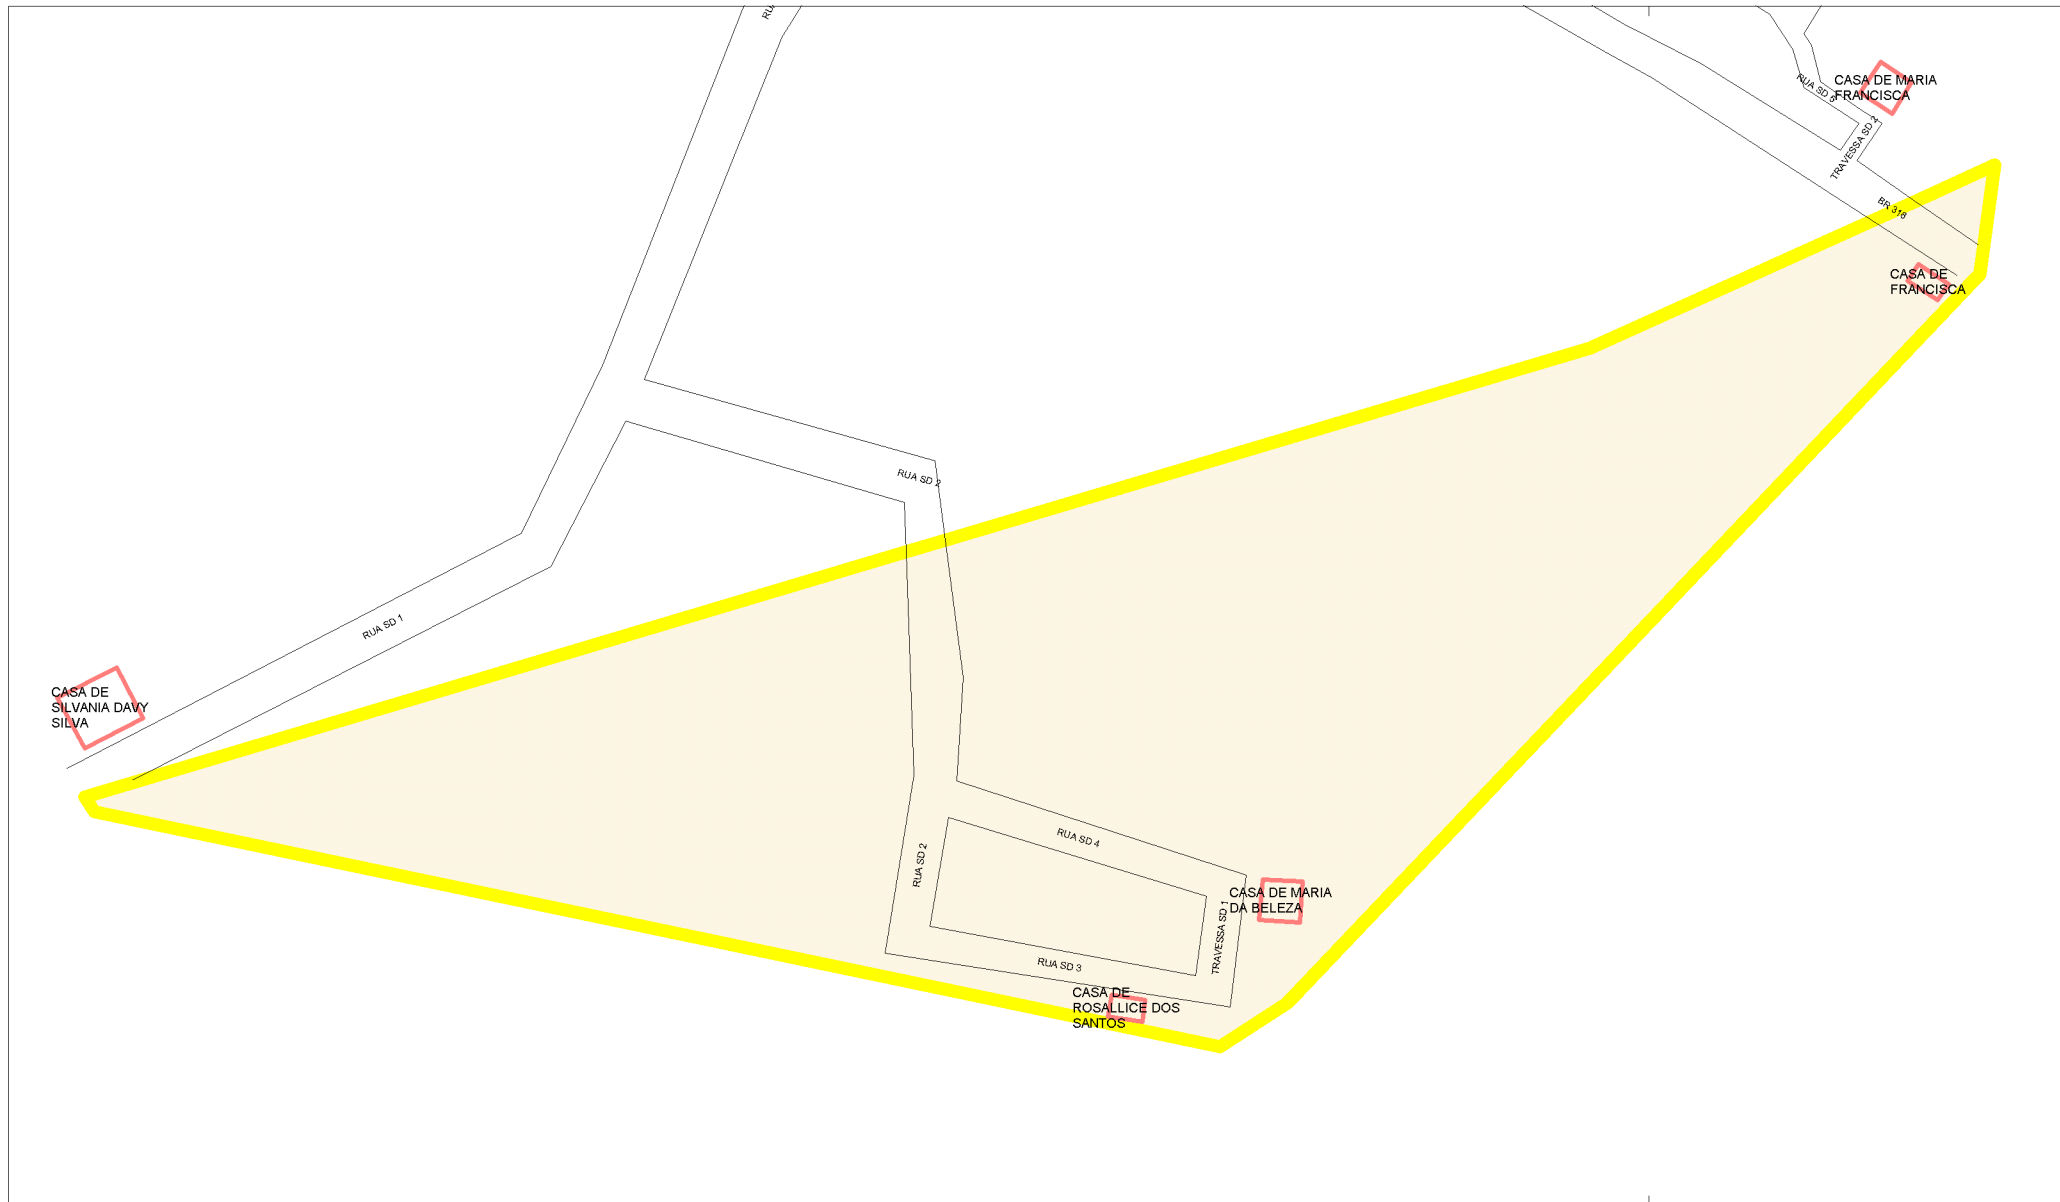 RUA SD 5
CASA DE MARIA
FRANCISCA
TRAVESSA SD 2
BR 316
CASA DE
FRANCISCA
RUA SD 2
RUA SD 1
CASA DE
SILVANIA DAVY
SILVA
RUA SD 4
RUA SD 2
CASA DE MARIA
DA BELEZA
TRAVESSA SD 1
RUA SD 3
CASA DE
ROSALLICE DOS
SANTOS